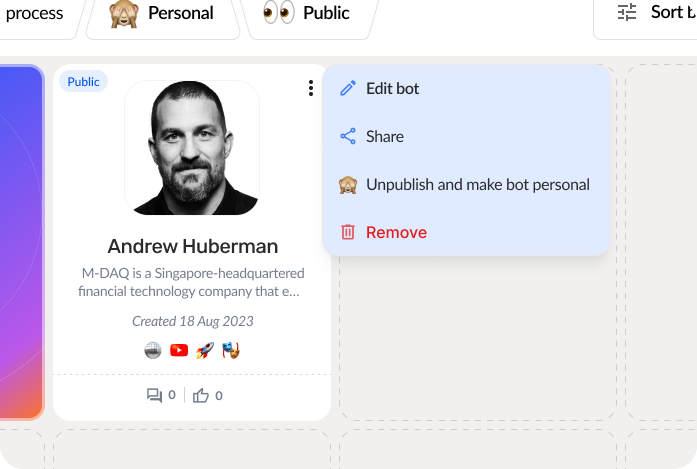 process
Personal
Public
Sort b
Public
Edit bot
Share
Unpublish and make bot personal
Remove
Andrew Huberman
M-DAQ is a Singapore-headquartered
financial technology company that e...
Created 18 Aug 2023
0
0